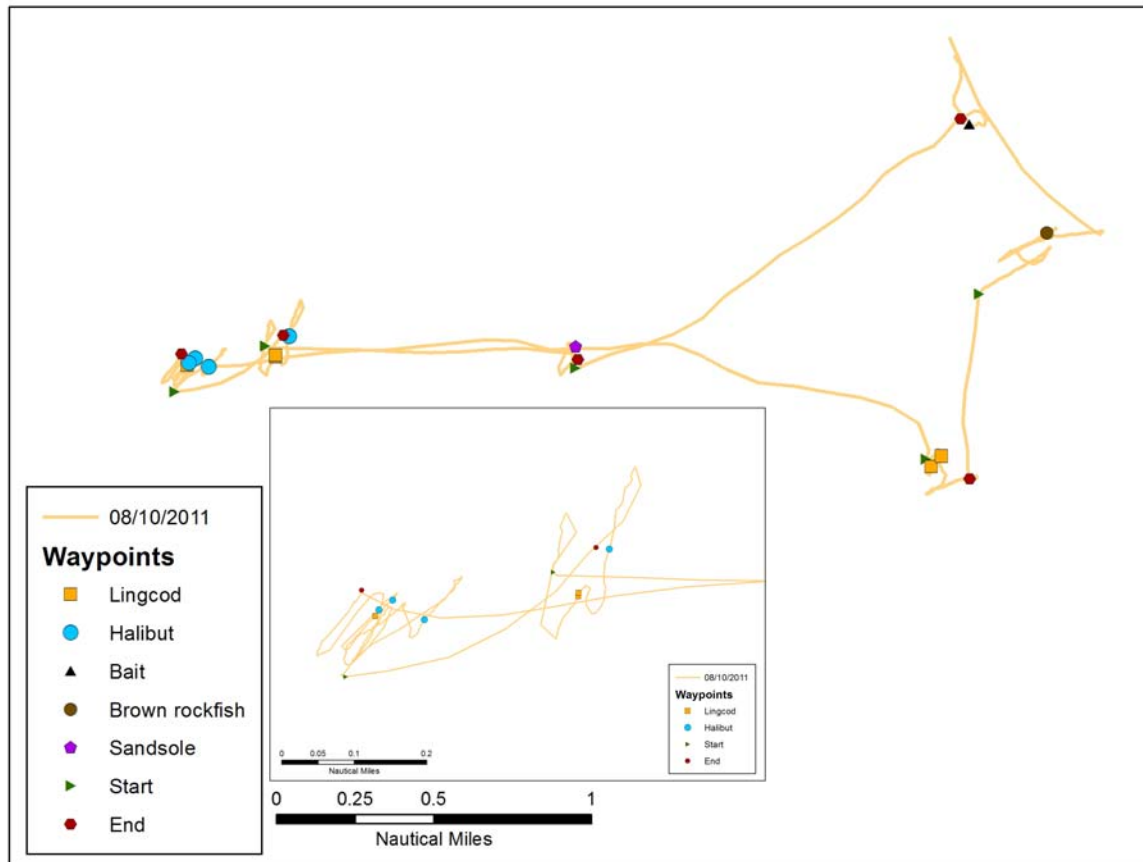 08/10/2011
Waypoints
Lingcod
Halibut
Bait
Brown rockfish
Sandsole
Start
End
08/10/2011
Waypoints
Lingcod
Halibut
Start
End
0 0.05 0.1 0.2
Nautical Miles
0 0.25 0.5 1
Nautical Miles